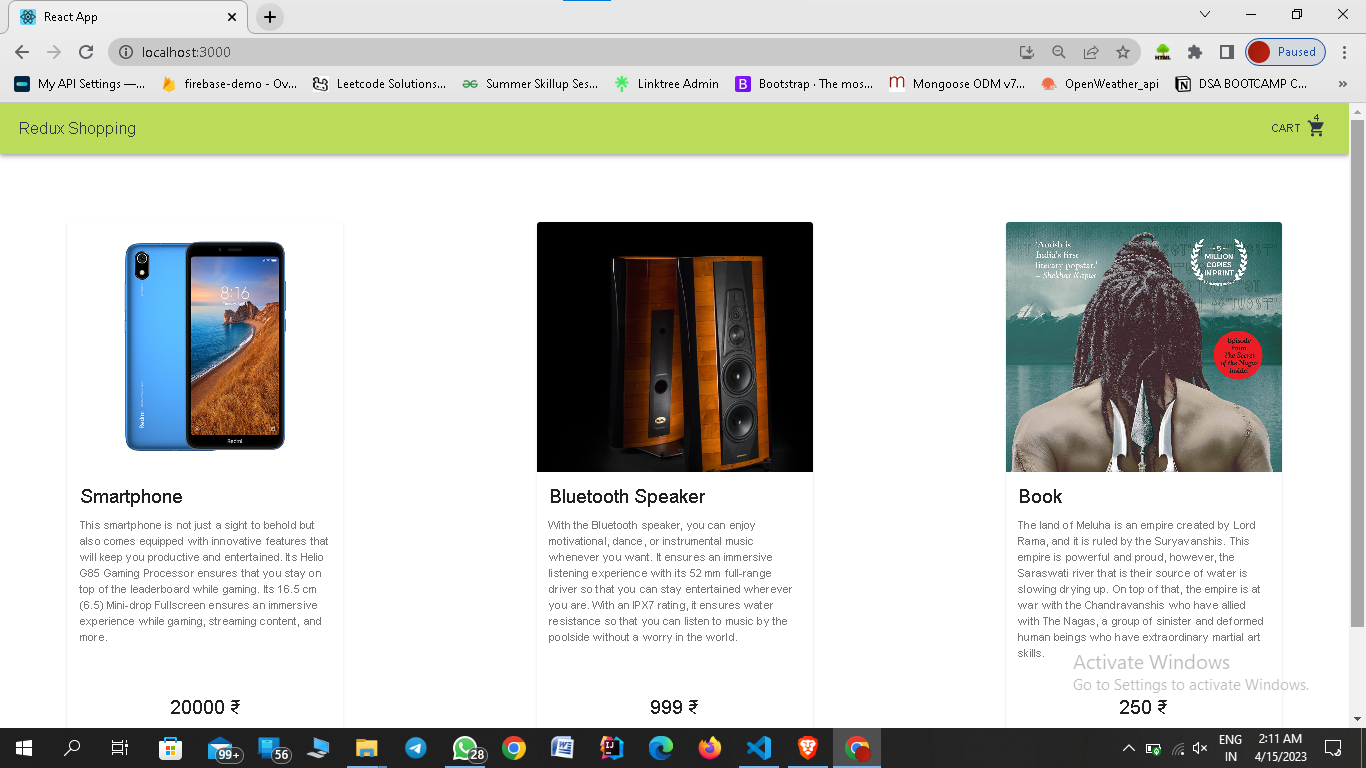 React App
localhost:3000
Paused
My API Settings —...
firebase-demo - Ov...
Leetcode Solutions...
Summer Skillup Ses...
Linktree Admin
B
Bootstrap · The mos...
m
Mongoose ODM v7...
OpenWeather_api
DSA BOOTCAMP C...
»
Redux Shopping
CART
4
8:16
Redmi
Redmi
'Amish is
India's first
literary popstar.'
– Shekhar Kapur
5
MILLION
COPIES
IN PRINT
Episode
from
The Secret
of the Nagas
Inside!
Smartphone
This smartphone is not just a sight to behold but
also comes equipped with innovative features that
will keep you productive and entertained. Its Helio
G85 Gaming Processor ensures that you stay on
top of the leaderboard while gaming. Its 16.5 cm
(6.5) Mini-drop Fullscreen ensures an immersive
experience while gaming, streaming content, and
more.
20000 ₹
Bluetooth Speaker
With the Bluetooth speaker, you can enjoy
motivational, dance, or instrumental music
whenever you want. It ensures an immersive
listening experience with its 52 mm full-range
driver so that you can stay entertained wherever
you are. With an IPX7 rating, it ensures water
resistance so that you can listen to music by the
poolside without a worry in the world.
999 ₹
Book
The land of Meluha is an empire created by Lord
Rama, and it is ruled by the Suryavanshis. This
empire is powerful and proud, however, the
Saraswati river that is their source of water is
slowing drying up. On top of that, the empire is at
war with the Chandravanshis who have allied
with The Nagas, a group of sinister and deformed
human beings who have extraordinary martial art
skills.
250 ₹
Activate Windows
Go to Settings to activate Windows.
99+
56
28
ENG
IN
2:11 AM
4/15/2023